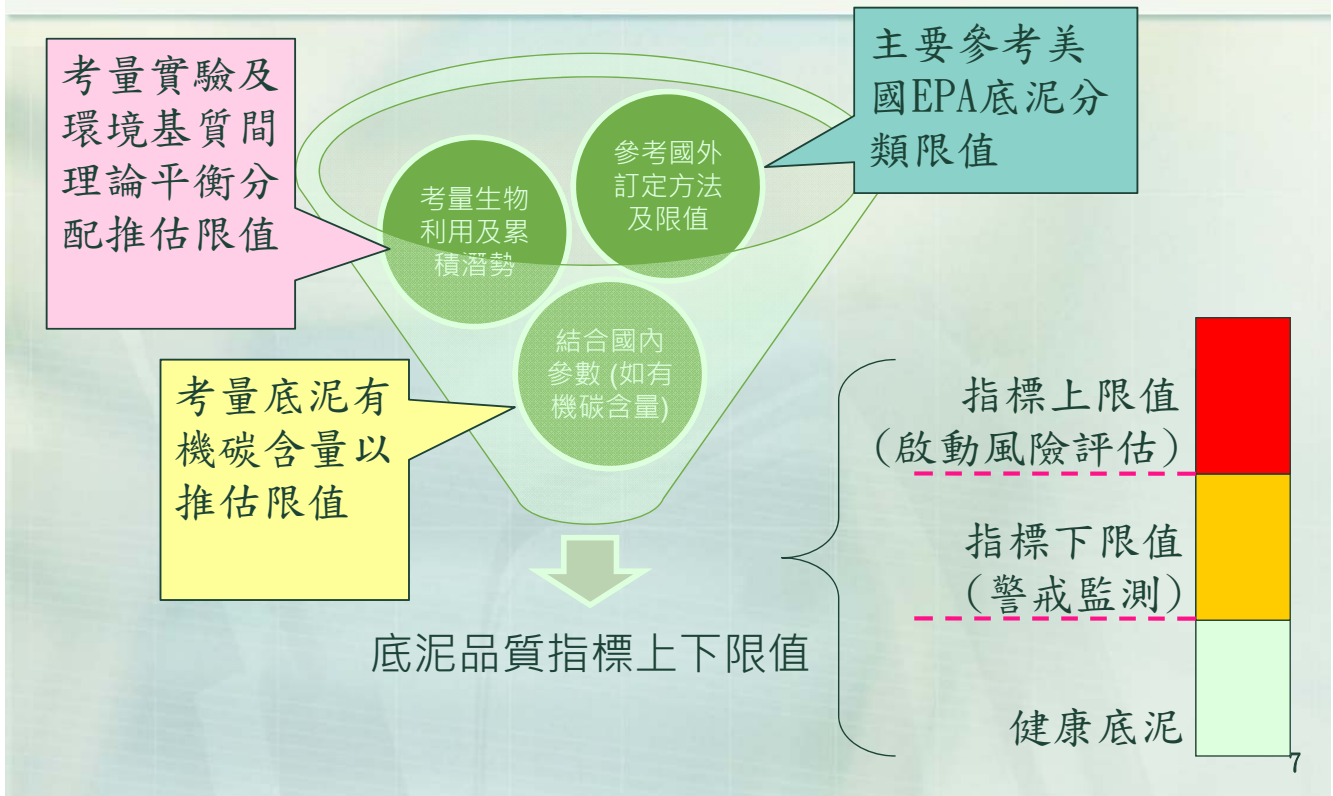 考量實驗及
環境基質間
理論平衡分
配推估限值
主要參考美
國EPA底泥分
類限值
參考國外
訂定方法
及限值
考量生物
利用及累
積潛勢
結合國內
參數 (如有
機碳含量)
考量底泥有
機碳含量以
推估限值
底泥品質指標上下限值
指標上限值
(啟動風險評估)
指標下限值
(警戒監測)
健康底泥
7